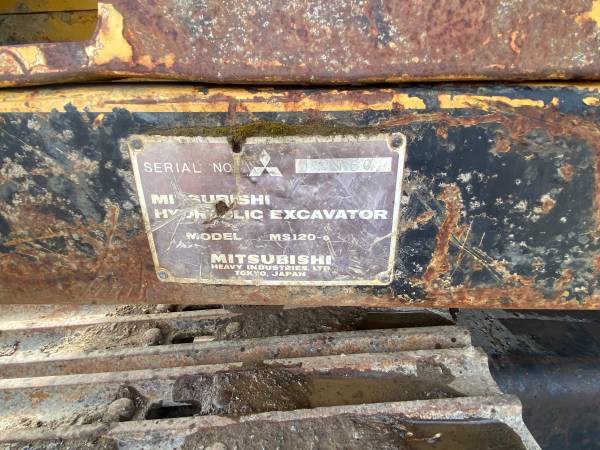 SERIAL NO.
MITSUBISHI
HYDRAULIC EXCAVATOR
MODEL MS120-8
MITSUBISHI
HEAVY INDUSTRIES, LTD.
TOKYO, JAPAN